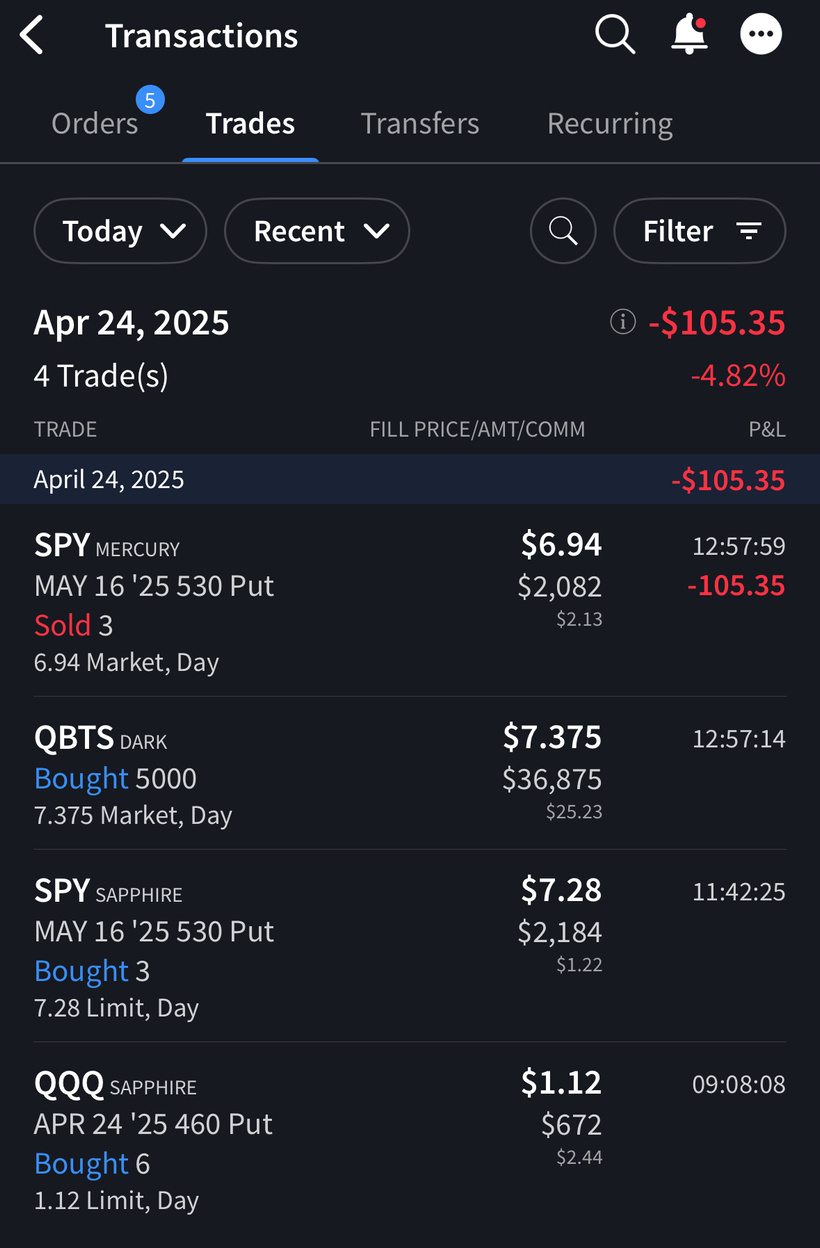 Transactions
Orders 5 Trades Transfers Recurring
Today Recent Filter
Apr 24, 2025 -$105.35
4 Trade(s) -4.82%
TRADE FILL PRICE/AMT/COMM P&L
April 24, 2025 -$105.35
SPY MERCURY $6.94 12:57:59
MAY 16 '25 530 Put $2,082 -105.35
Sold 3 $2.13
6.94 Market, Day
QBTS DARK $7.375 12:57:14
Bought 5000 $36,875
7.375 Market, Day $25.23
SPY SAPPHIRE $7.28 11:42:25
MAY 16 '25 530 Put $2,184
Bought 3 $1.22
7.28 Limit, Day
QQQ SAPPHIRE $1.12 09:08:08
APR 24 '25 460 Put $672
Bought 6 $2.44
1.12 Limit, Day